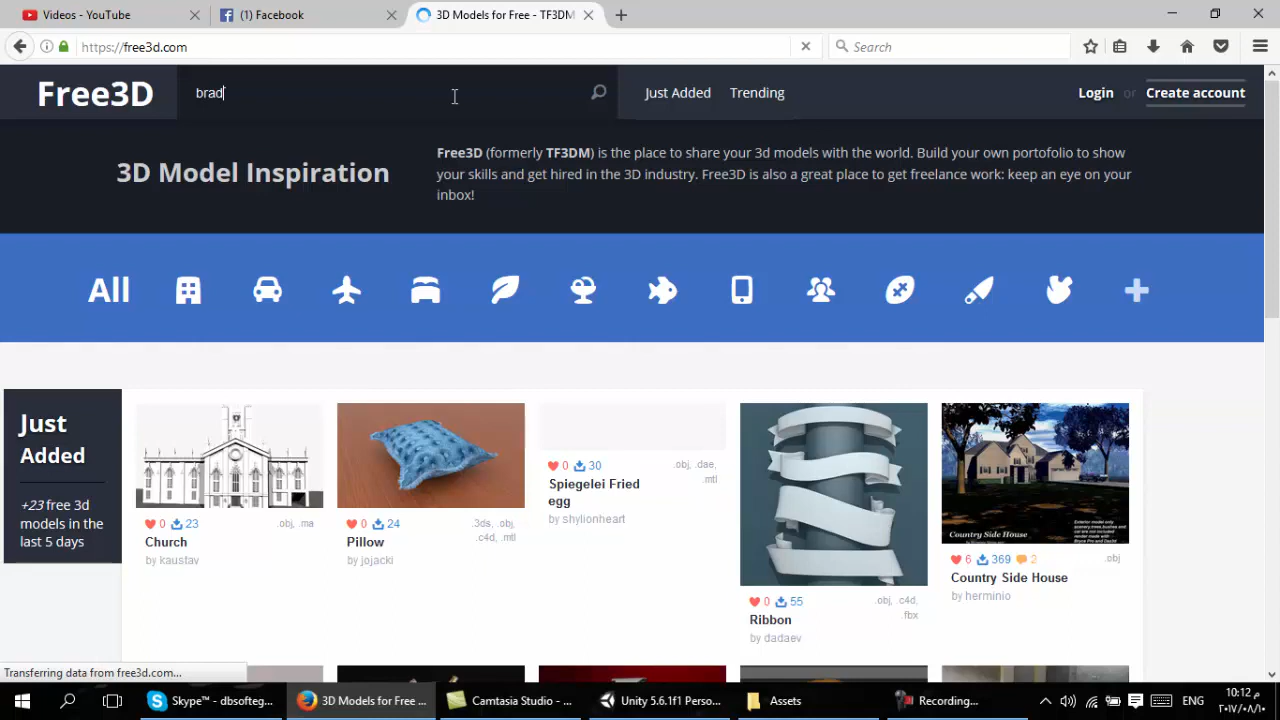 Videos - YouTube
(1) Facebook
3D Models for Free - TF3DM
https://free3d.com
Search
Free3D
brad
Just Added
Trending
Login or Create account
3D Model Inspiration
Free3D (formerly TF3DM) is the place to share your 3d models with the world. Build your own portofolio to show
your skills and get hired in the 3D industry. Free3D is also a great place to get freelance work: keep an eye on your
inbox!
All
Just
Added
+23 free 3d
models in the
last 5 days
0 23
.obj, .ma
Church
by kausfav
0 24
.3ds, .obj,
.c4d, .mtl
Pillow
by jojacki
0 30
.obj, .dae,
.mtl
Spiegelei Fried
egg
by shylionheart
0 55
.obj, .c4d,
.fbx
Ribbon
by dadaev
Country Side House
6 369 2
.obj
Country Side House
by herminio
Transferring data from free3d.com...
Skype™ - dbsofteg...
3D Models for Free ...
Camtasia Studio - ...
Unity 5.6.1f1 Perso...
Assets
Recording...
ENG
10:12 م
٢٠١٧/٠٨/١٠